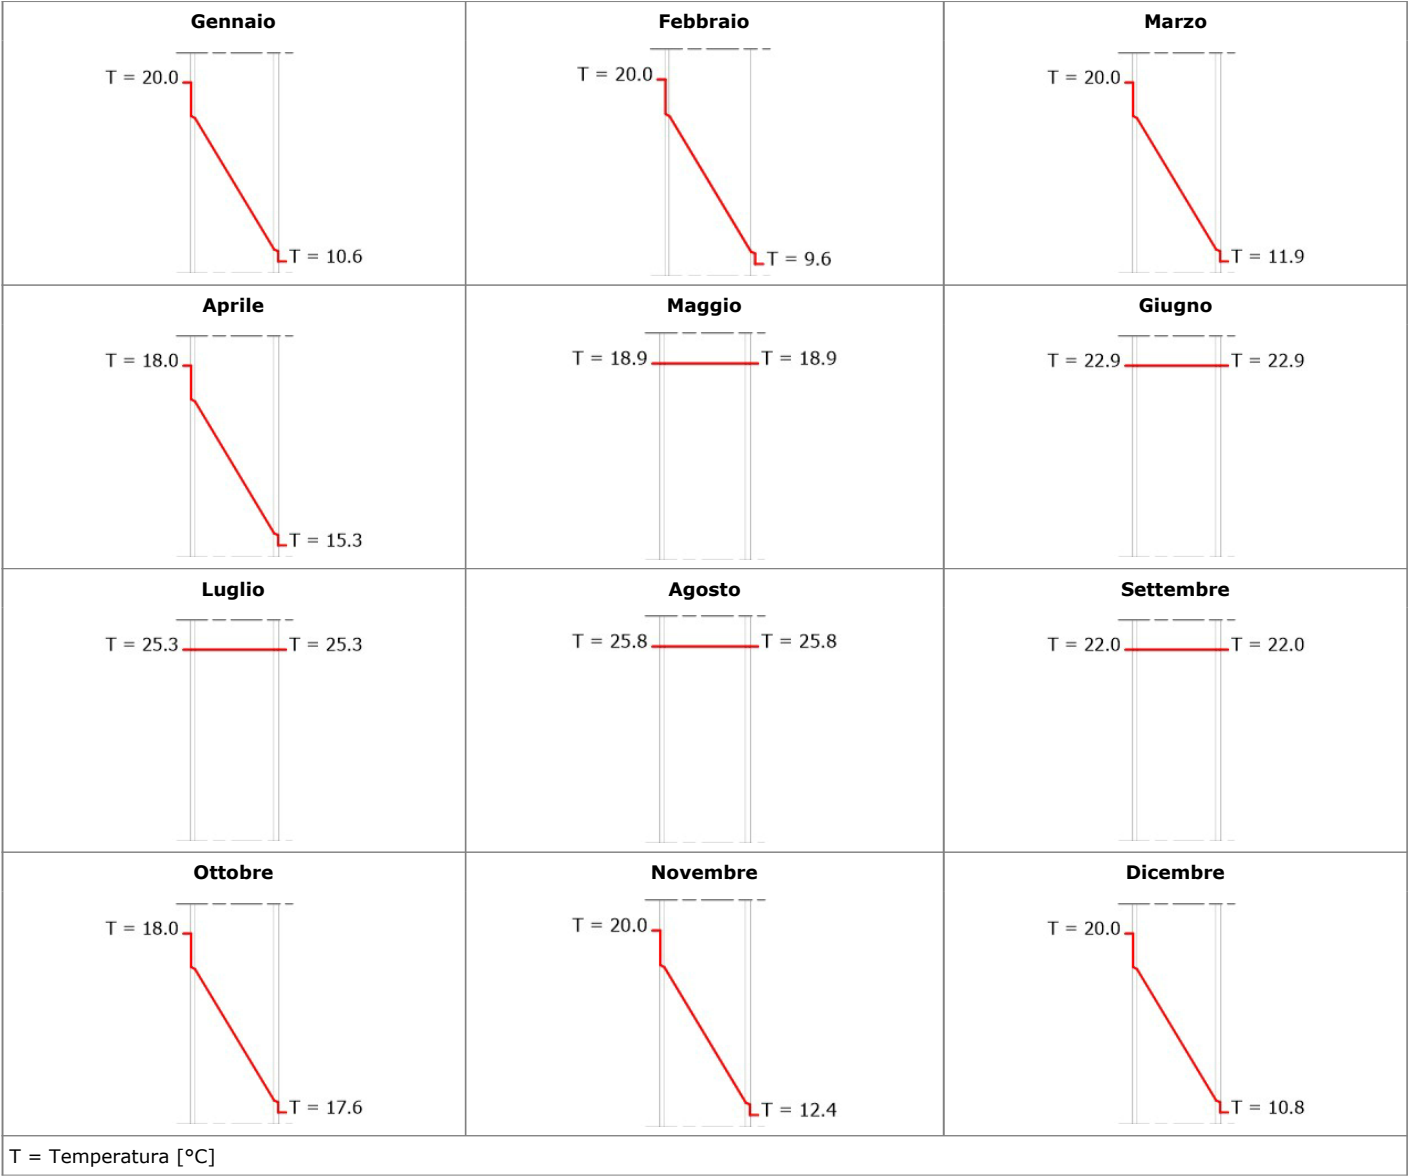 Gennaio
T = 20.0
T = 10.6
Febbraio
T = 20.0
T = 9.6
Marzo
T = 20.0
T = 11.9
Aprile
T = 18.0
T = 15.3
Maggio
T = 18.9
T = 18.9
Giugno
T = 22.9
T = 22.9
Luglio
T = 25.3
T = 25.3
Agosto
T = 25.8
T = 25.8
Settembre
T = 22.0
T = 22.0
Ottobre
T = 18.0
T = 17.6
Novembre
T = 20.0
T = 12.4
Dicembre
T = 20.0
T = 10.8
T = Temperatura [°C]